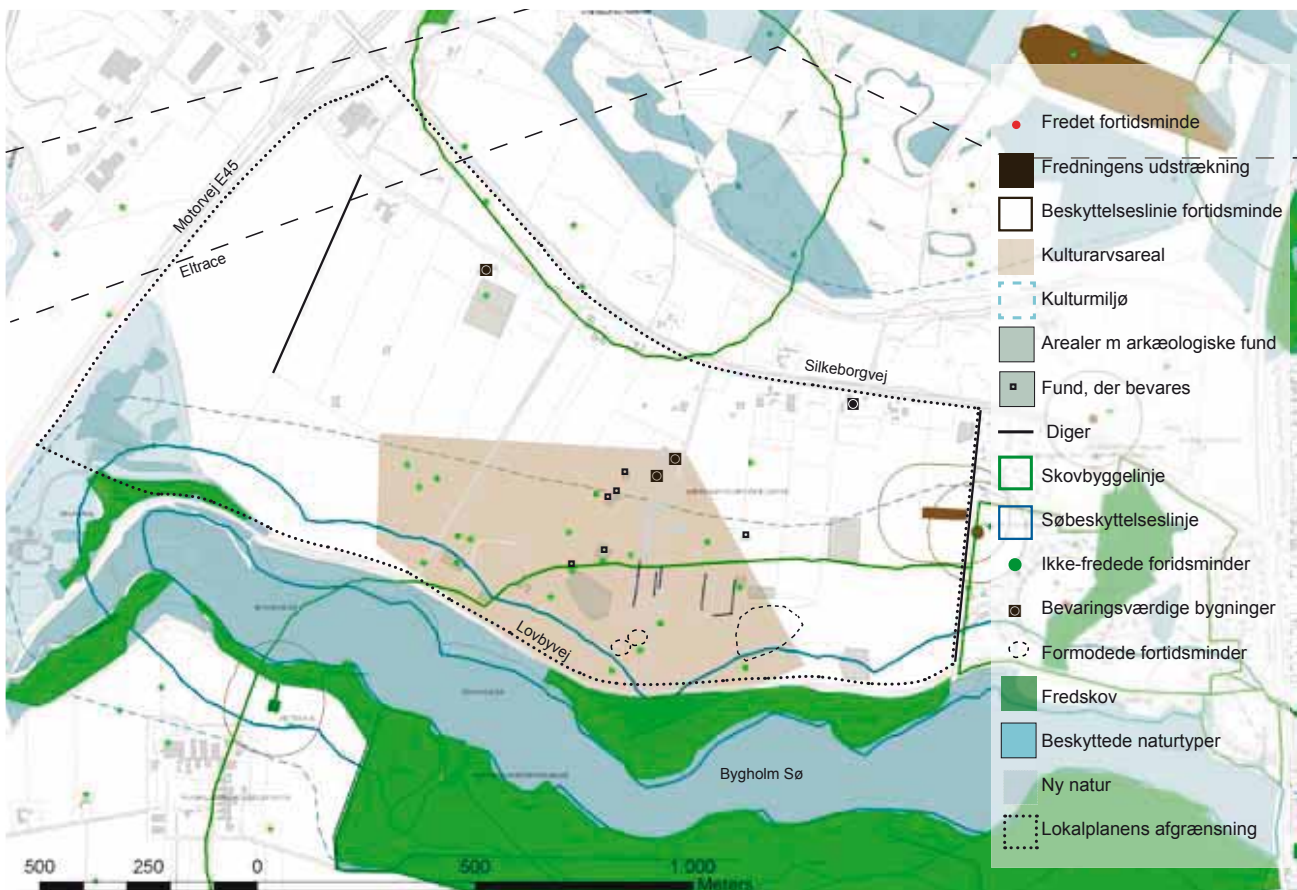 Motorvej E45
Eltrace
Silkeborgvej
Lovbyvej
Bygholm Sø
Fredet fortidsminde
Fredningens udstrækning
Beskyttelseslinie fortidsminde
Kulturarvsareal
Kulturmiljø
Arealer m arkæologiske fund
Fund, der bevares
Diger
Skovbyggelinje
Søbeskyttelseslinje
Ikke-fredede foridsminder
Bevaringsværdige bygninger
Formodede fortidsminder
Fredskov
Beskyttede naturtyper
Ny natur
Lokalplanens afgrænsning
500 250 0 500 1.000
Meters